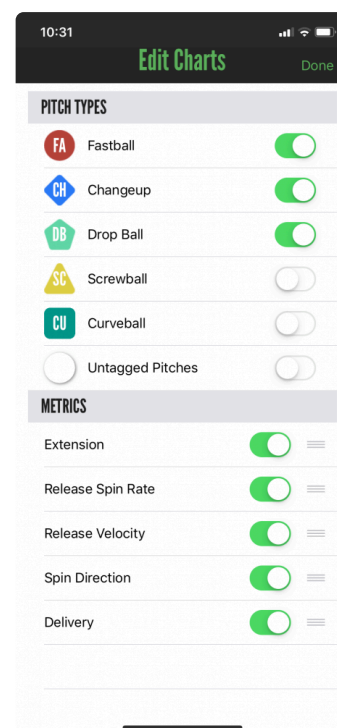 10:31
Edit Charts
Done
PITCH TYPES
FA Fastball
CH Changeup
DB Drop Ball
SC Screwball
CU Curveball
Untagged Pitches
METRICS
Extension
Release Spin Rate
Release Velocity
Spin Direction
Delivery